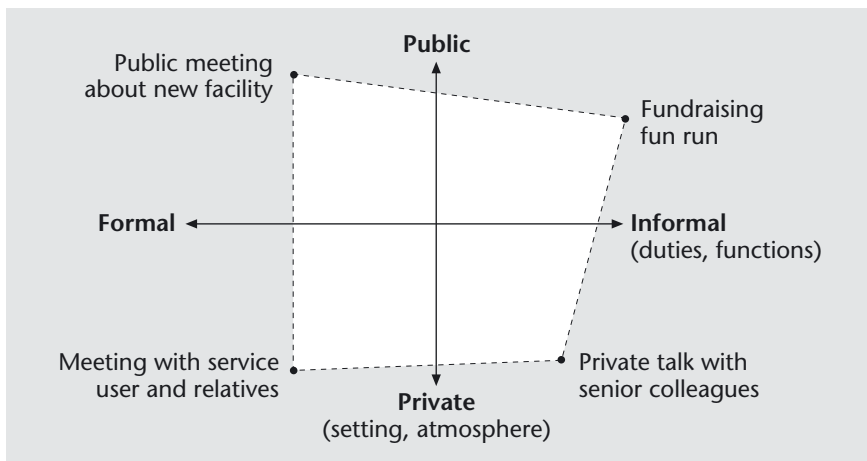 Public
Public meeting
about new facility
Fundraising
fun run
Formal
Informal
(duties, functions)
Meeting with service
user and relatives
Private talk with
senior colleagues
Private
(setting, atmosphere)